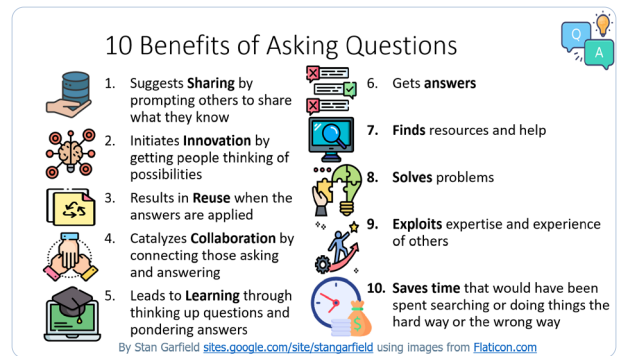 10 Benefits of Asking Questions
Q
A
1. Suggests Sharing by
prompting others to share
what they know
2. Initiates Innovation by
getting people thinking of
possibilities
3. Results in Reuse when the
answers are applied
4. Catalyzes Collaboration by
connecting those asking
and answering
5. Leads to Learning through
thinking up questions and
pondering answers
6. Gets answers
7. Finds resources and help
8. Solves problems
9. Exploits expertise and experience
of others
10. Saves time that would have been
spent searching or doing things the
hard way or the wrong way
$
By Stan Garfield sites.google.com/site/stangarfield using images from Flaticon.com